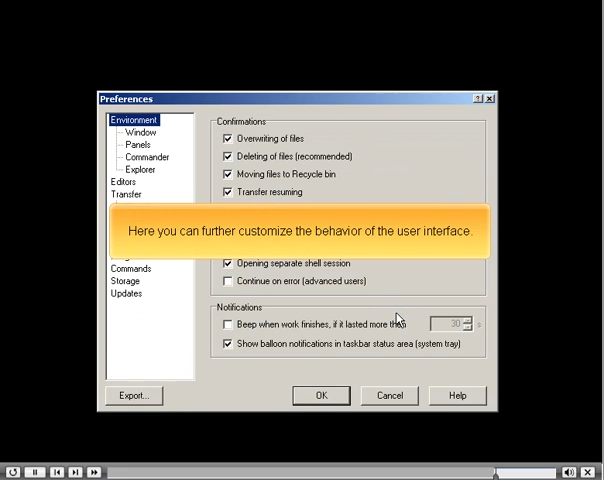 Preferences
Environment
Window
Panels
Commander
Explorer
Editors
Transfer
Commands
Storage
Updates
Confirmations
Overwriting of files
Deleting of files (recommended)
Moving files to Recycle bin
Transfer resuming
Here you can further customize the behavior of the user interface.
Opening separate shell session
Continue on error (advanced users)
Notifications
Beep when work finishes, if it lasted more than 30 s
Show balloon notifications in taskbar status area (system tray)
Export...
OK
Cancel
Help